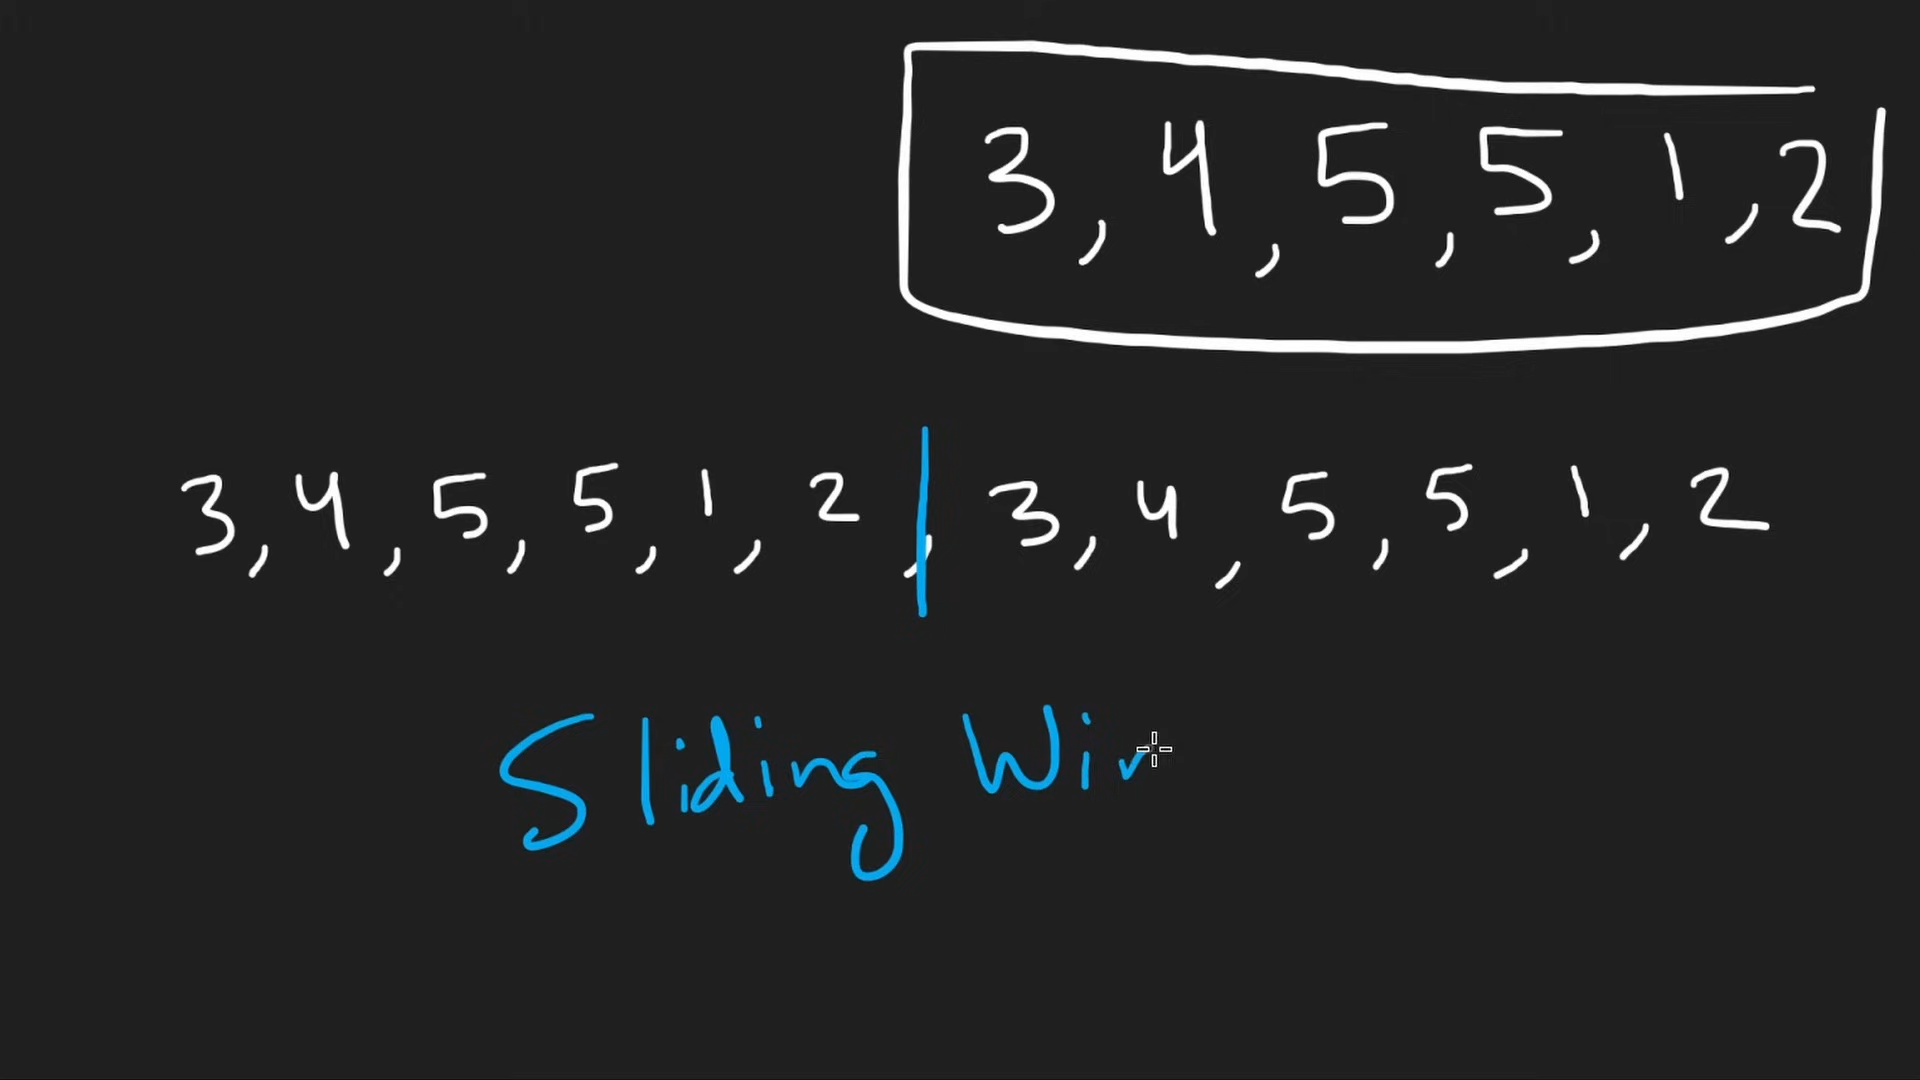 3, 4, 5, 5, 1, 2
3, 4, 5, 5, 1, 2, 3, 4, 5, 5, 1, 2
Sliding